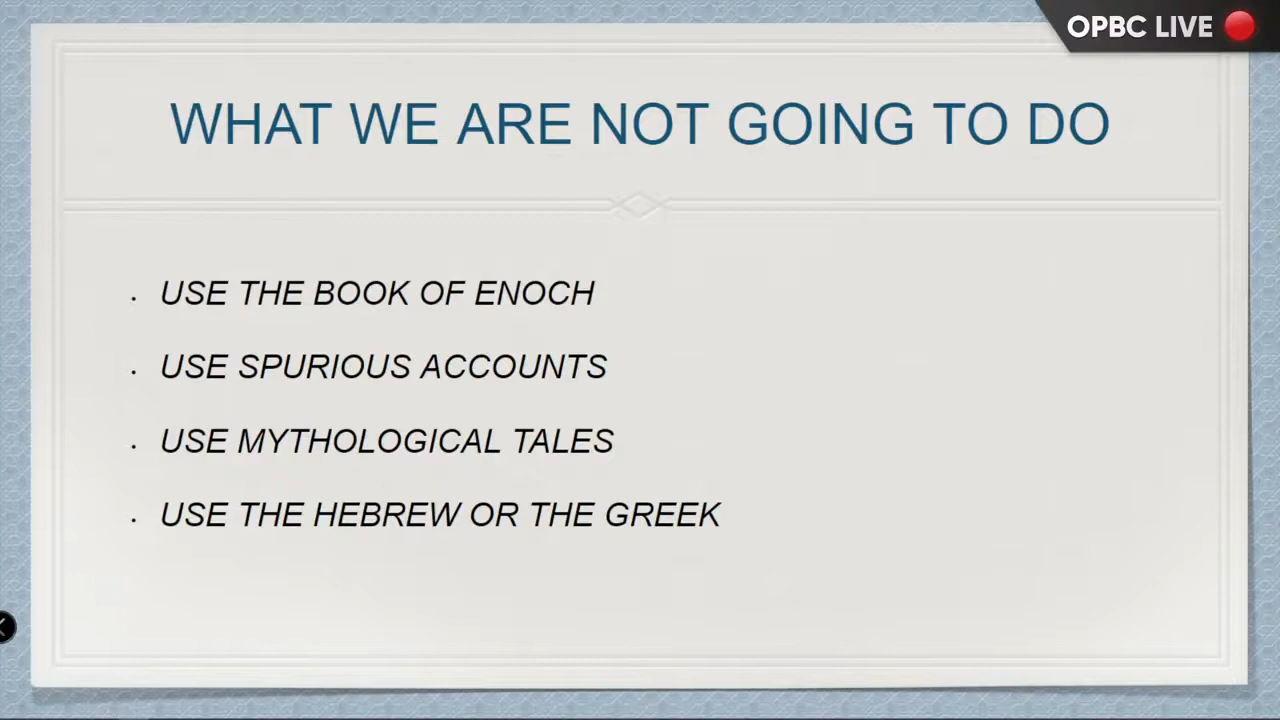 OPBC LIVE
WHAT WE ARE NOT GOING TO DO
· USE THE BOOK OF ENOCH
· USE SPURIOUS ACCOUNTS
· USE MYTHOLOGICAL TALES
· USE THE HEBREW OR THE GREEK